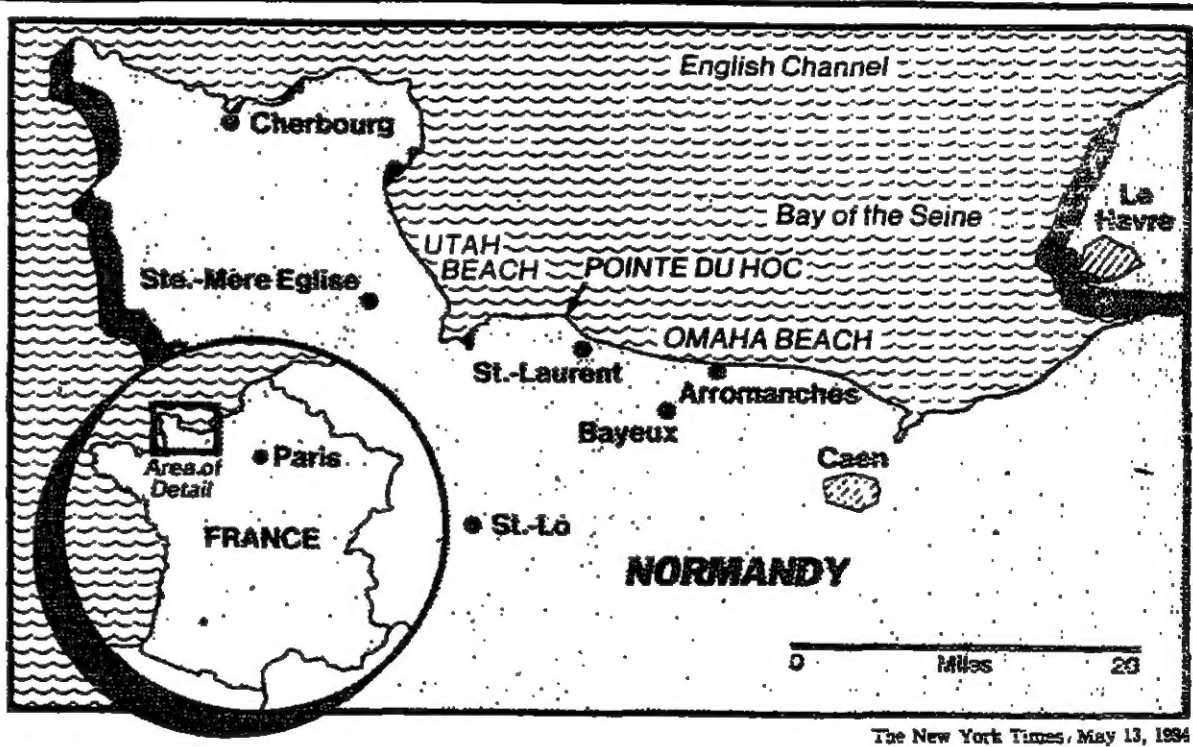 English Channel
Cherbourg
Bay of the Seine
Le
Havre
UTAH
BEACH
POINTE DU HOC
Ste.-Mere Eglise
OMAHA BEACH
St.-Laurent
Arromanches
Bayeux
Caen
Paris
Area of
Detail
St.-Lo
FRANCE
NORMANDY
0 Miles 20
The New York Times, May 13, 1984